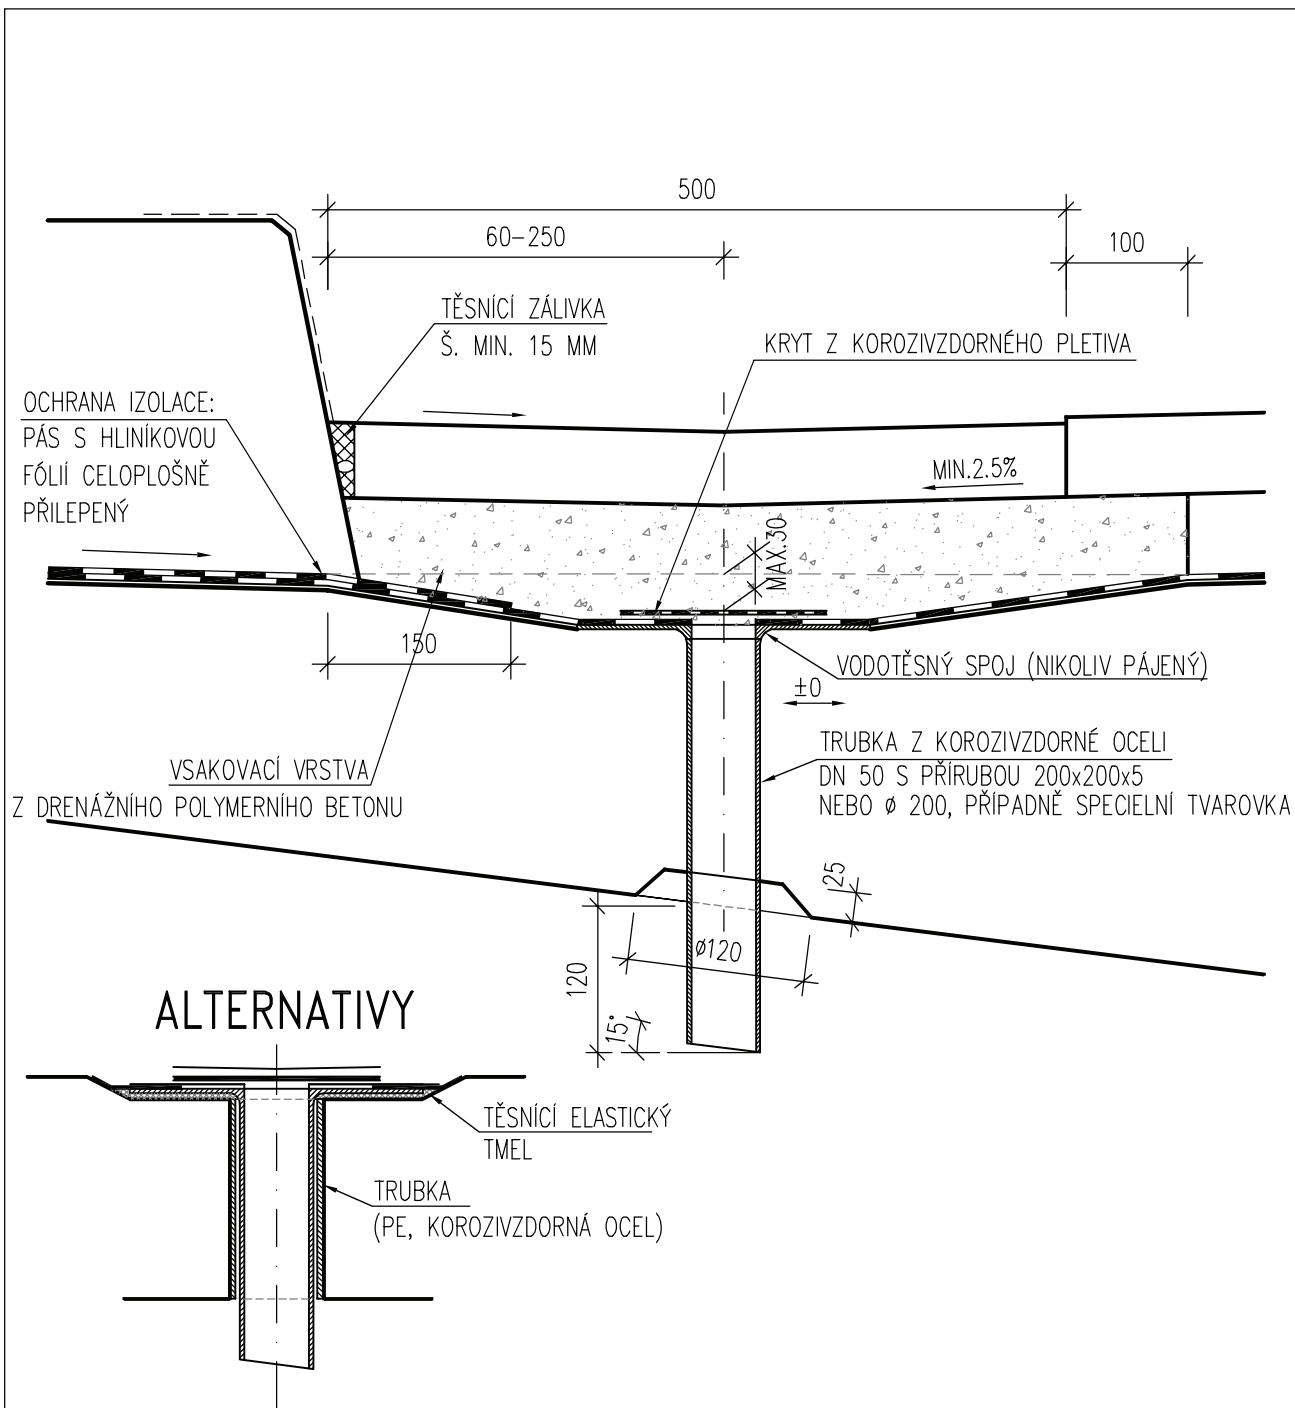 500
60-250
100
TĚSNÍCÍ ZÁLIVKA
Š. MIN. 15 MM
KRYT Z KOROZIVZDORNÉHO PLETIVA
OCHRANA IZOLACE:
PÁS S HLINÍKOVOU
FÓLIÍ CELOPLOŠNĚ
PŘILEPENÝ
MIN.2.5%
MAX.30
150
VODOTĚSNÝ SPOJ (NIKOLIV PÁJENÝ)
±0
TRUBKA Z KOROZIVZDORNÉ OCELI
DN 50 S PŘÍRUBOU 200x200x5
NEBO Ø 200, PŘÍPADNĚ SPECIELNÍ TVAROVKA
VSAKOVACÍ VRSTVA
Z DRENÁŽNÍHO POLYMERNÍHO BETONU
25
Ø120
120
15°
ALTERNATIVY
TĚSNÍCÍ ELASTICKÝ
TMEL
TRUBKA
(PE, KOROZIVZDORNÁ OCEL)